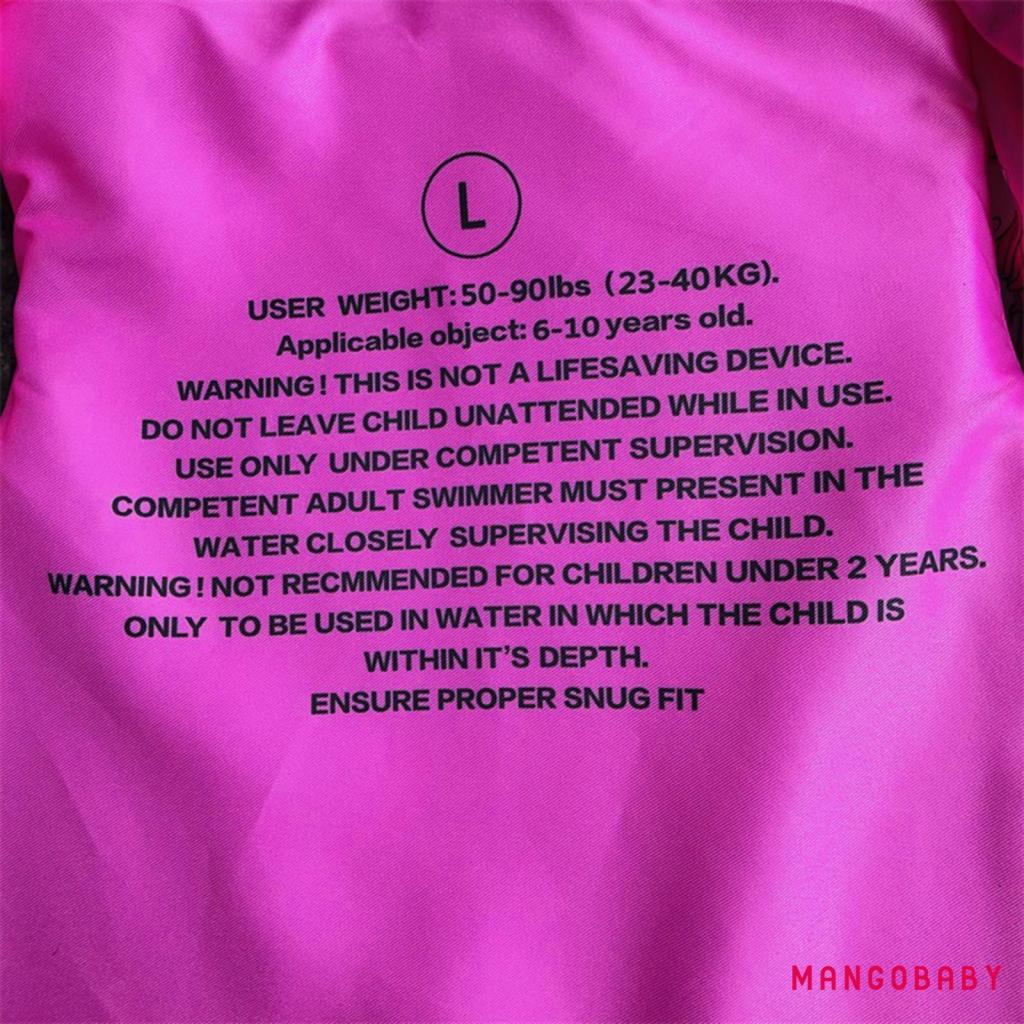 L
USER WEIGHT: 50-90lbs (23-40KG).
Applicable object: 6-10 years old.
WARNING! THIS IS NOT A LIFESAVING DEVICE.
DO NOT LEAVE CHILD UNATTENDED WHILE IN USE.
USE ONLY UNDER COMPETENT SUPERVISION.
COMPETENT ADULT SWIMMER MUST PRESENT IN THE
WATER CLOSELY SUPERVISING THE CHILD.
WARNING! NOT RECMMENDED FOR CHILDREN UNDER 2 YEARS.
ONLY TO BE USED IN WATER IN WHICH THE CHILD IS
WITHIN IT'S DEPTH.
ENSURE PROPER SNUG FIT
MANGOBABY